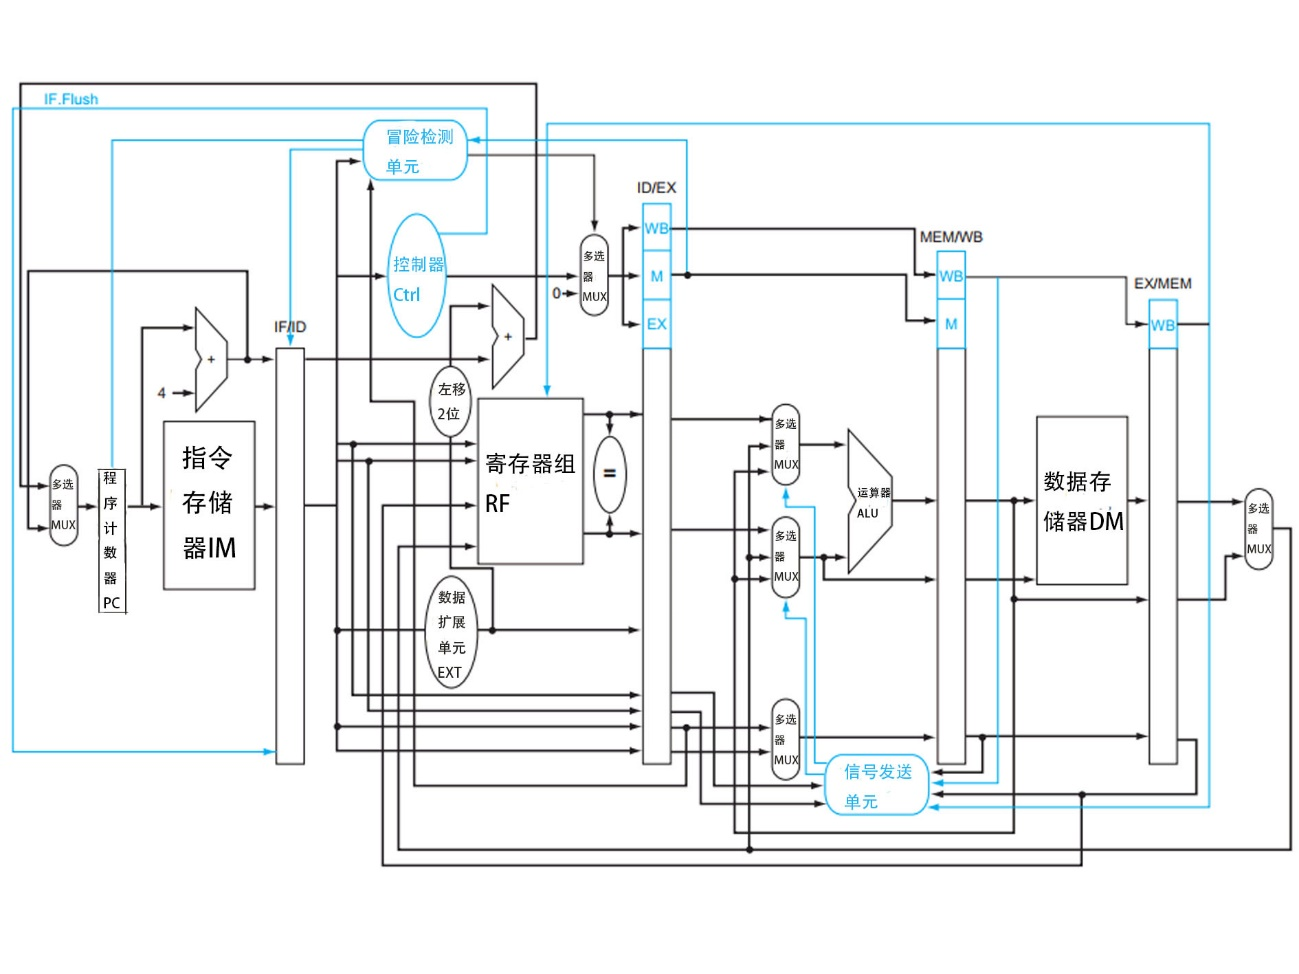 IF.Flush
冒险检测
单元
ID/EX
WB
M
EX
控制器
Ctrl
多选
器
MUX
0
MEM/WB
WB
M
EX/MEM
WB
IF/ID
+
4
+
左移
2位
指令
存储
器IM
多选
器
MUX
程
序
计
数
器
PC
寄存器组
RF
=
数据
扩展
单元
EXT
多选
器
MUX
多选
器
MUX
运算器
ALU
数据存
储器DM
多选
器
MUX
多选
器
MUX
信号发送
单元